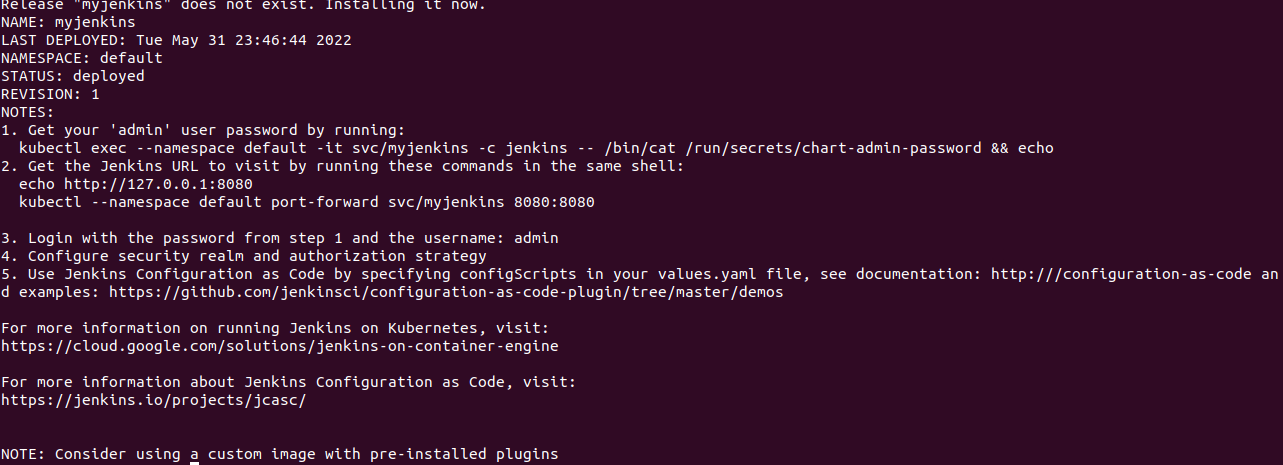 Release "myjenkins" does not exist. Installing it now.
NAME: myjenkins
LAST DEPLOYED: Tue May 31 23:46:44 2022
NAMESPACE: default
STATUS: deployed
REVISION: 1
NOTES:
1. Get your 'admin' user password by running:
  kubectl exec --namespace default -it svc/myjenkins -c jenkins -- /bin/cat /run/secrets/chart-admin-password && echo
2. Get the Jenkins URL to visit by running these commands in the same shell:
  echo http://127.0.0.1:8080
  kubectl --namespace default port-forward svc/myjenkins 8080:8080

3. Login with the password from step 1 and the username: admin
4. Configure security realm and authorization strategy
5. Use Jenkins Configuration as Code by specifying configScripts in your values.yaml file, see documentation: http:///configuration-as-code an
d examples: https://github.com/jenkinsci/configuration-as-code-plugin/tree/master/demos

For more information on running Jenkins on Kubernetes, visit:
https://cloud.google.com/solutions/jenkins-on-container-engine

For more information about Jenkins Configuration as Code, visit:
https://jenkins.io/projects/jcasc/


NOTE: Consider using a custom image with pre-installed plugins